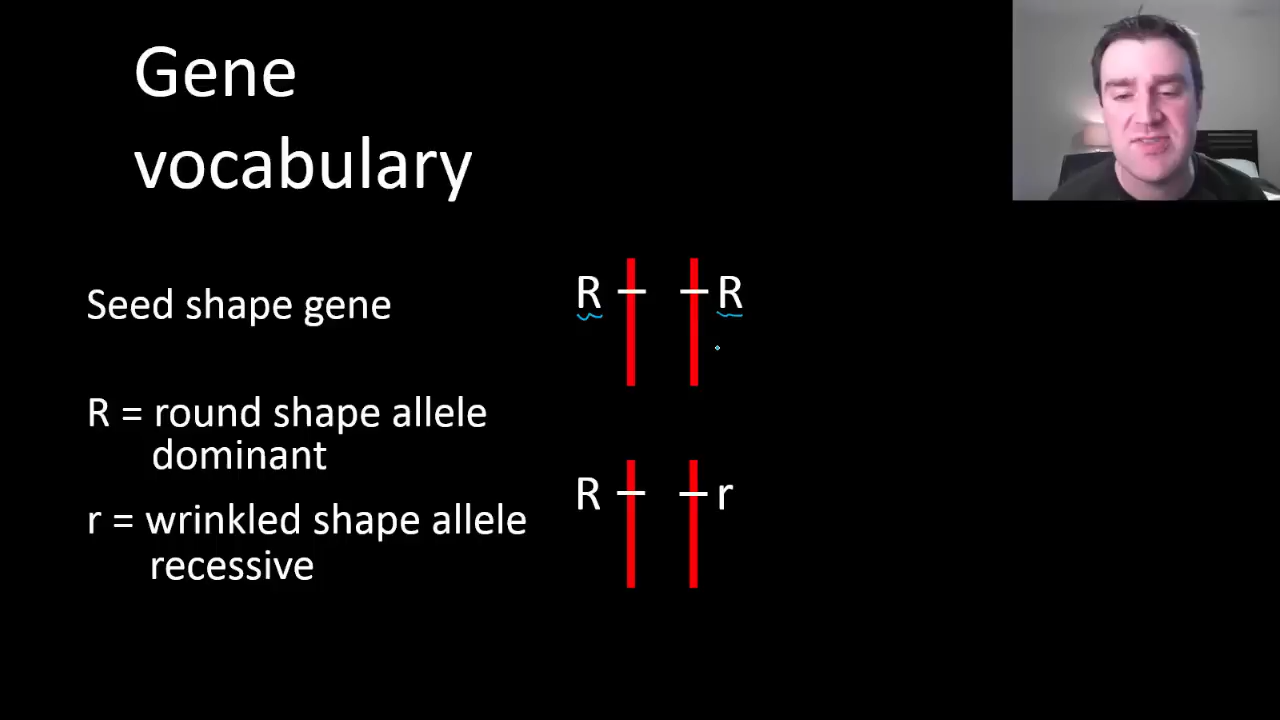 Gene
vocabulary
Seed shape gene
R R
R = round shape allele
dominant
R r
r = wrinkled shape allele
recessive